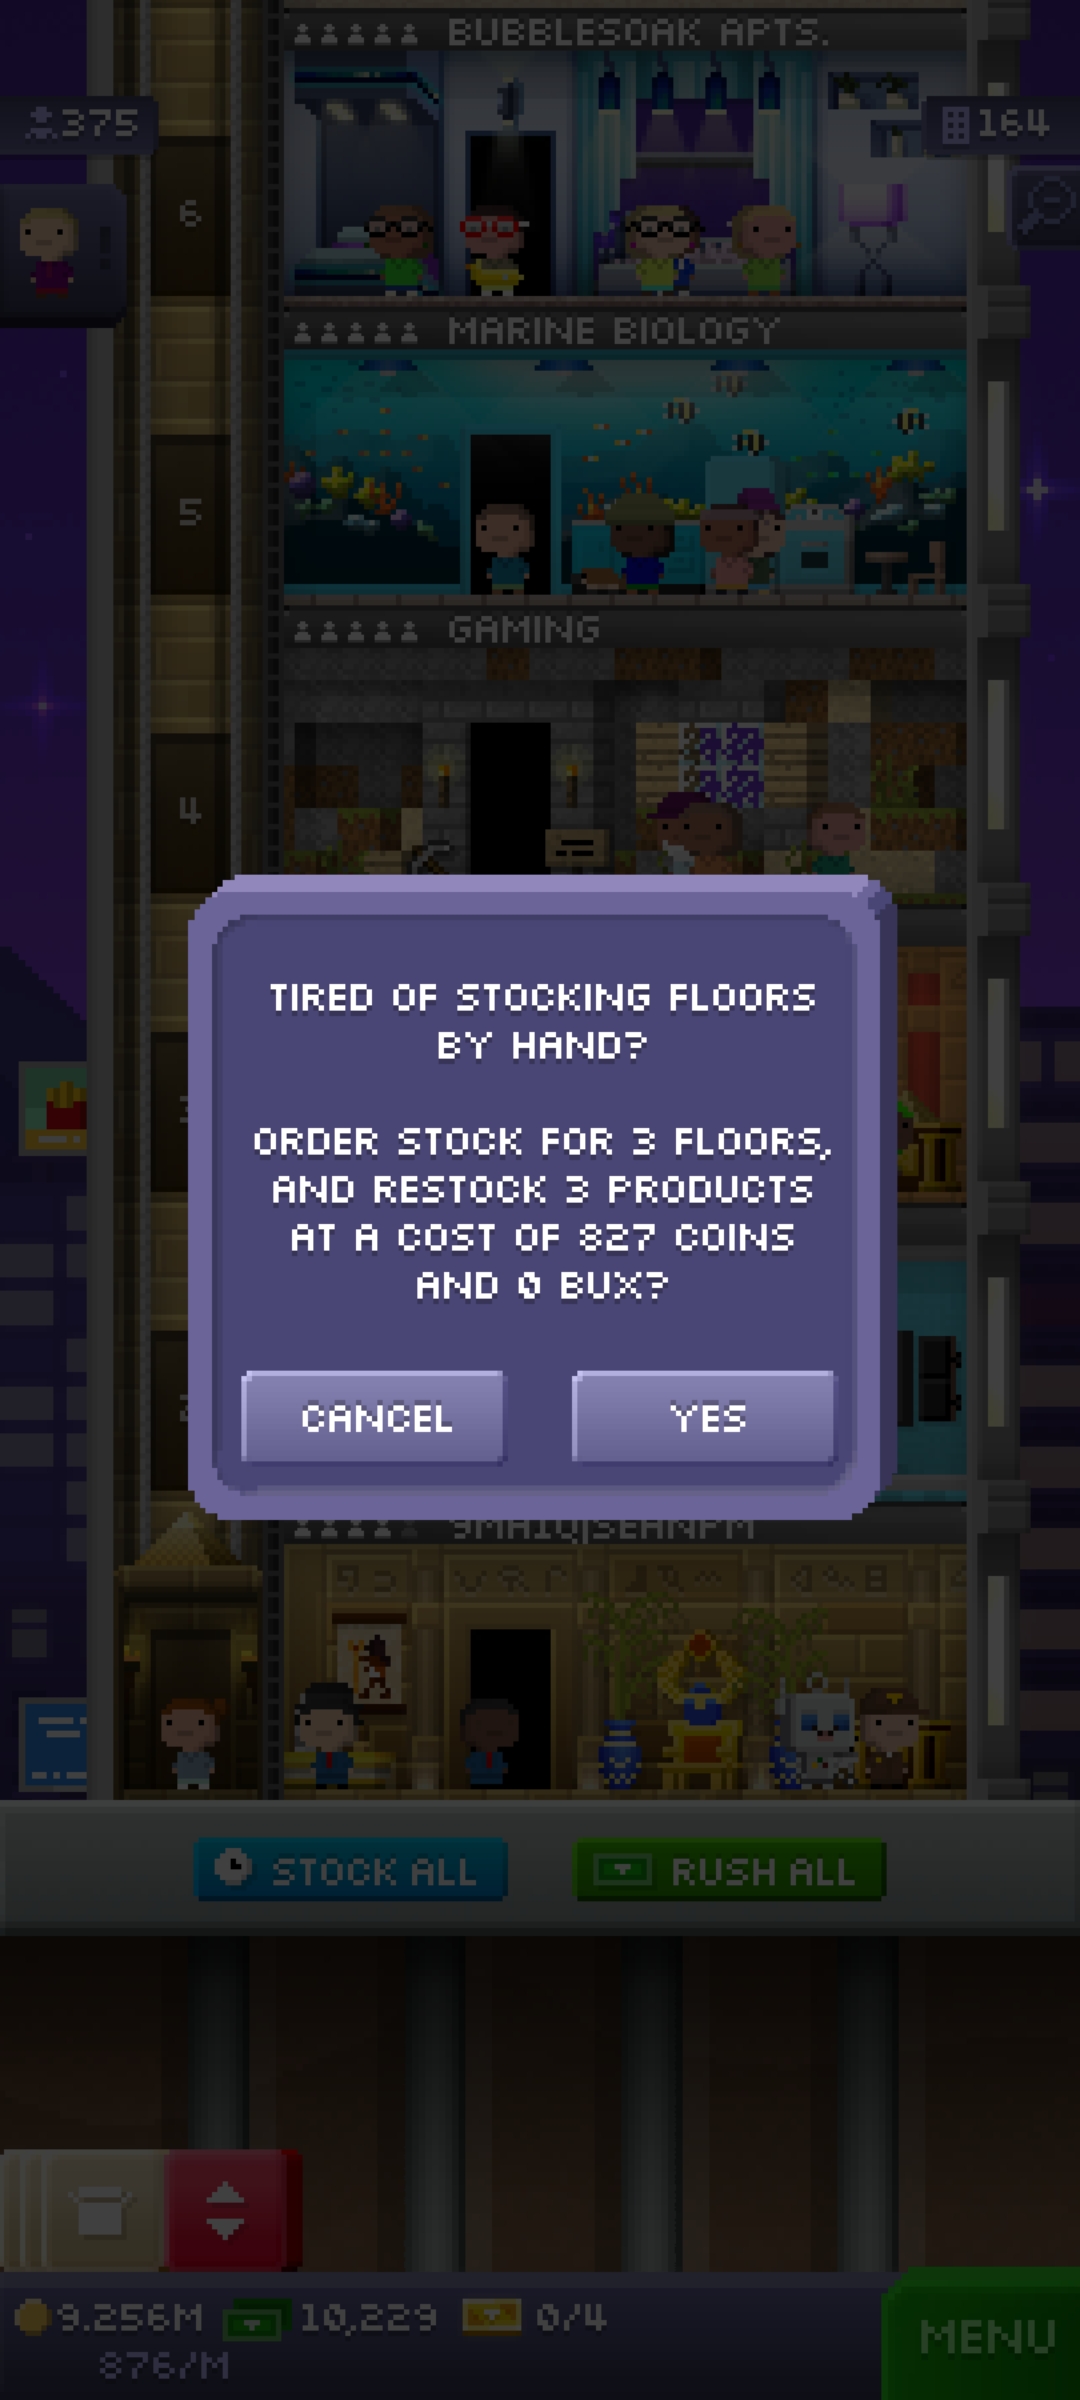 BUBBLESOAK APTS.
375
164
6
MARINE BIOLOGY
5
GAMING
4
TIRED OF STOCKING FLOORS
BY HAND?
ORDER STOCK FOR 3 FLOORS,
AND RESTOCK 3 PRODUCTS
AT A COST OF 827 COINS
AND 0 BUX?
CANCEL
YES
STOCK ALL
RUSH ALL
9.256M
10,229
0/4
876/M
MENU